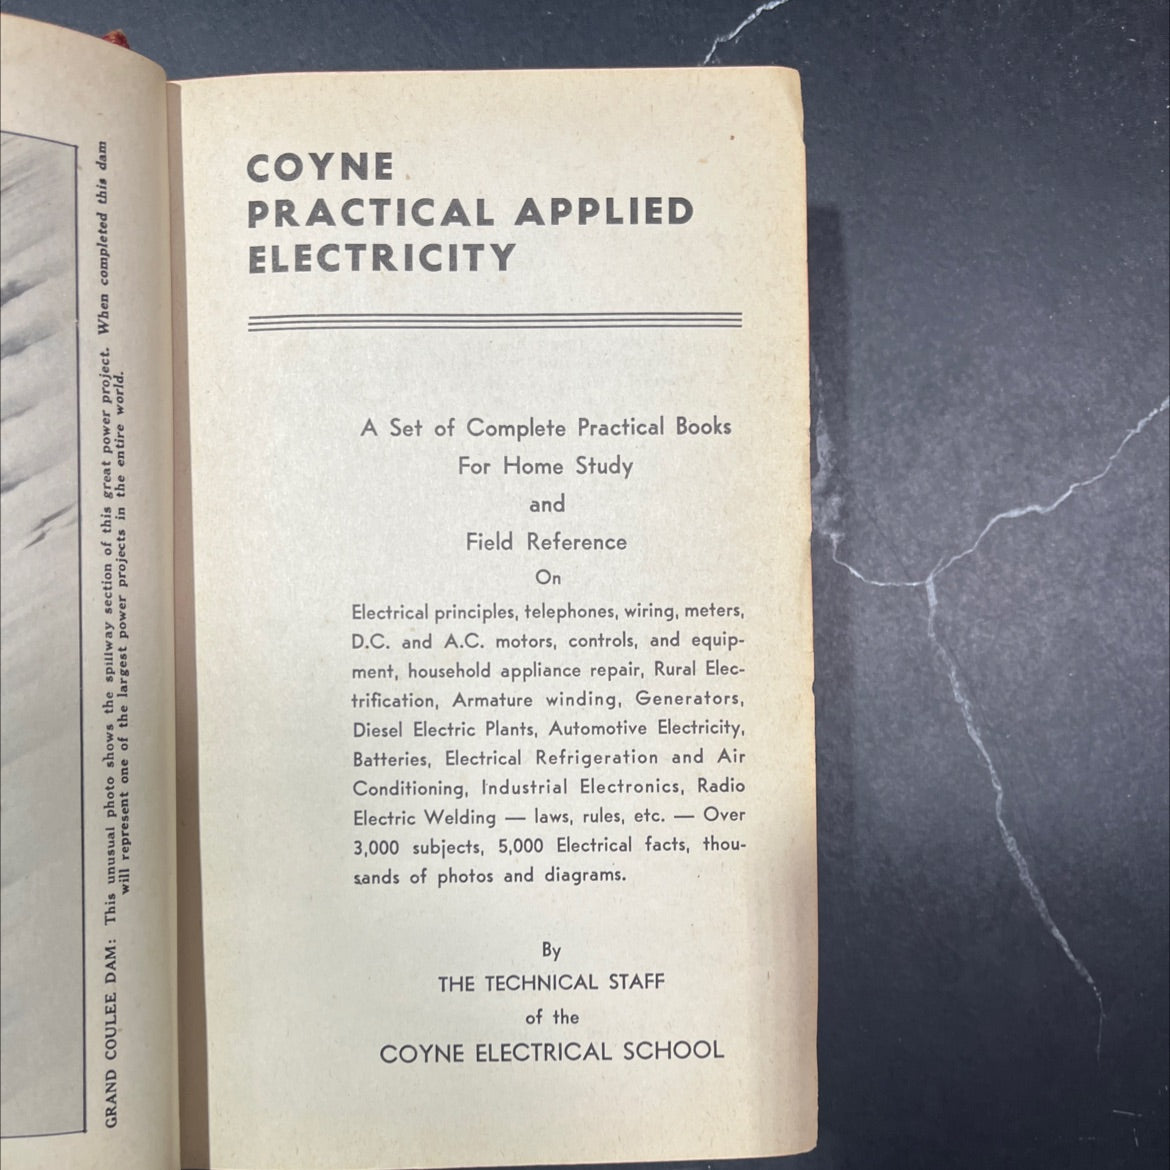 GRAND COULEE DAM: This unusual photo shows the spillway section of this great power project. When completed this dam
will represent one of the largest power projects in the entire world.
COYNE
PRACTICAL APPLIED
ELECTRICITY
A Set of Complete Practical Books
For Home Study
and
Field Reference
On
Electrical principles, telephones, wiring, meters,
D.C. and A.C. motors, controls, and equip-
ment, household appliance repair, Rural Elec-
trification, Armature winding, Generators,
Diesel Electric Plants, Automotive Electricity,
Batteries, Electrical Refrigeration and Air
Conditioning, Industrial Electronics, Radio
Electric Welding — laws, rules, etc. — Over
3,000 subjects, 5,000 Electrical facts, thou-
sands of photos and diagrams.
By
THE TECHNICAL STAFF
of the
COYNE ELECTRICAL SCHOOL